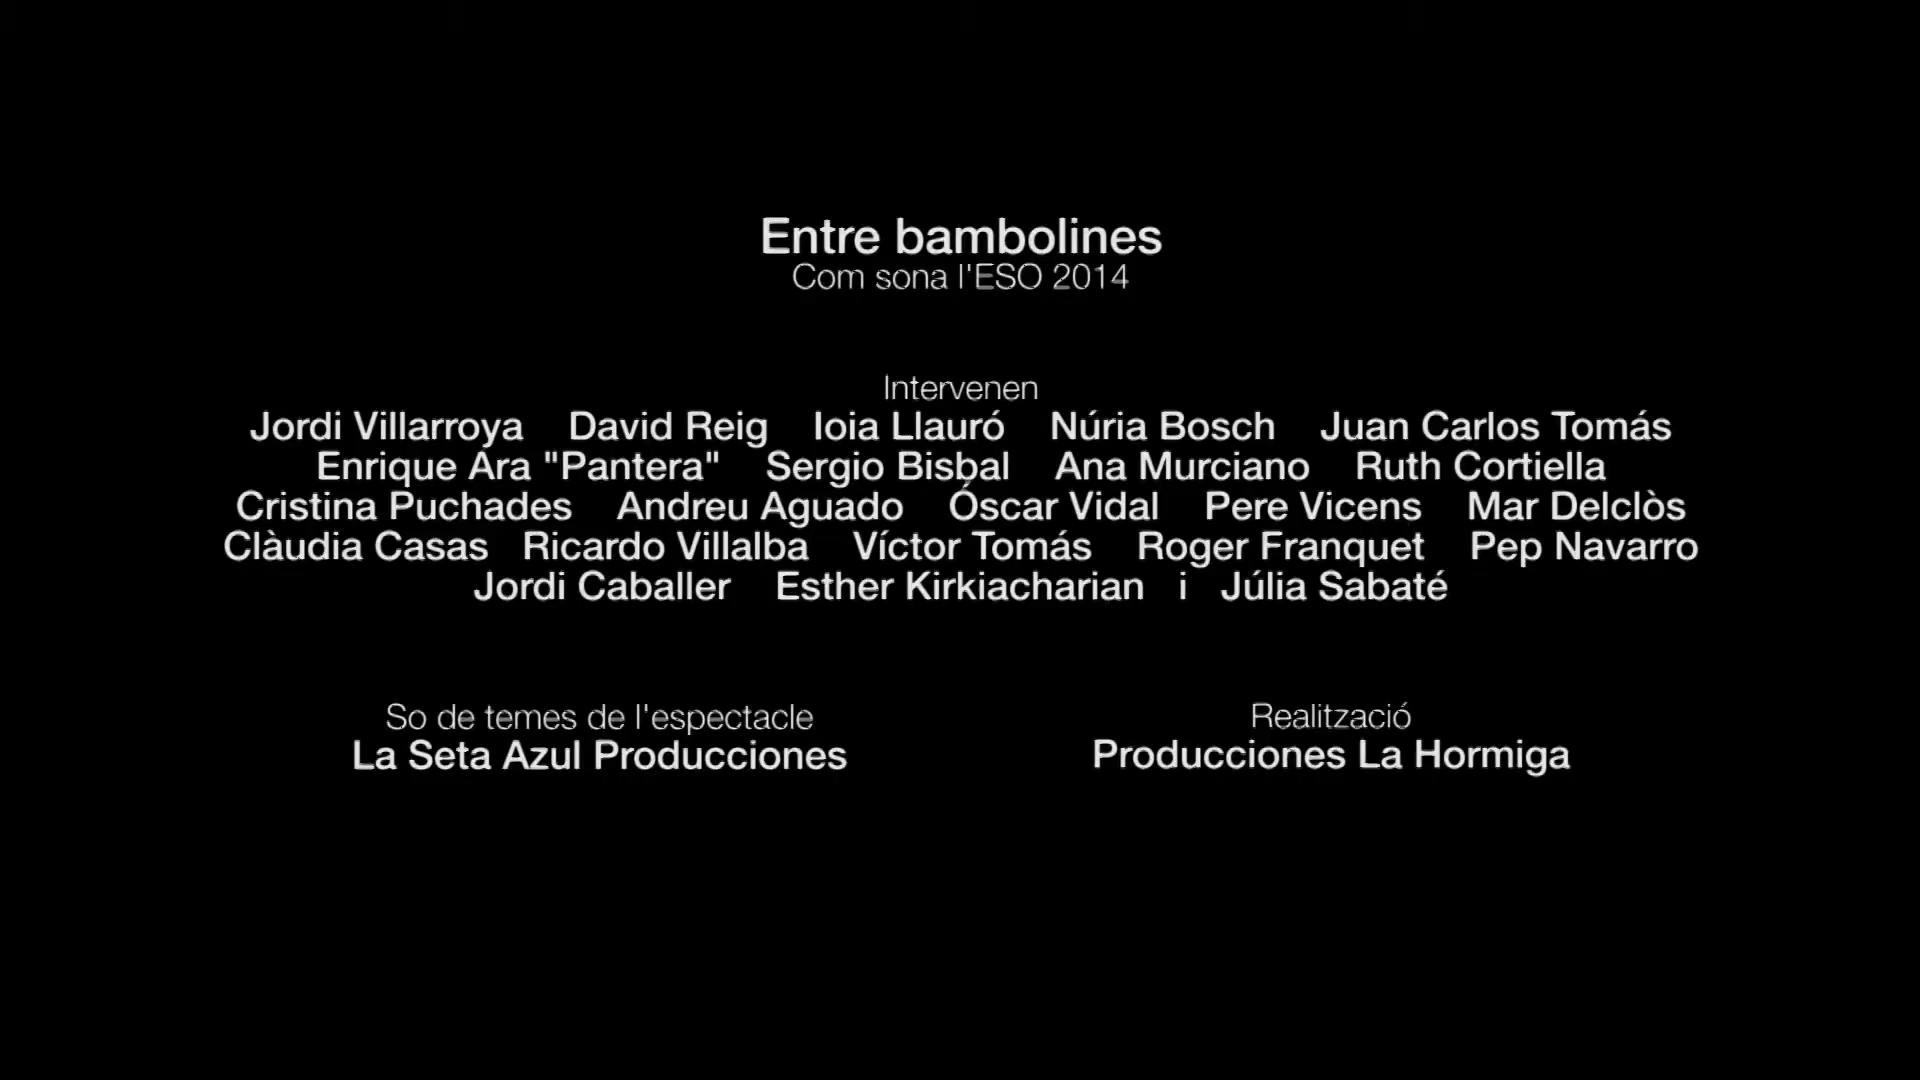 Entre bambolines
Com sona l'ESO 2014
Intervenen
Jordi Villarroya David Reig Ioia Llauró Núria Bosch Juan Carlos Tomás
Enrique Ara "Pantera" Sergio Bisbal Ana Murciano Ruth Cortiella
Cristina Puchades Andreu Aguado Óscar Vidal Pere Vicens Mar Delclòs
Clàudia Casas Ricardo Villalba Víctor Tomás Roger Franquet Pep Navarro
Jordi Caballer Esther Kirkiacharian i Júlia Sabaté
So de temes de l'espectacle
La Seta Azul Producciones
Realització
Producciones La Hormiga